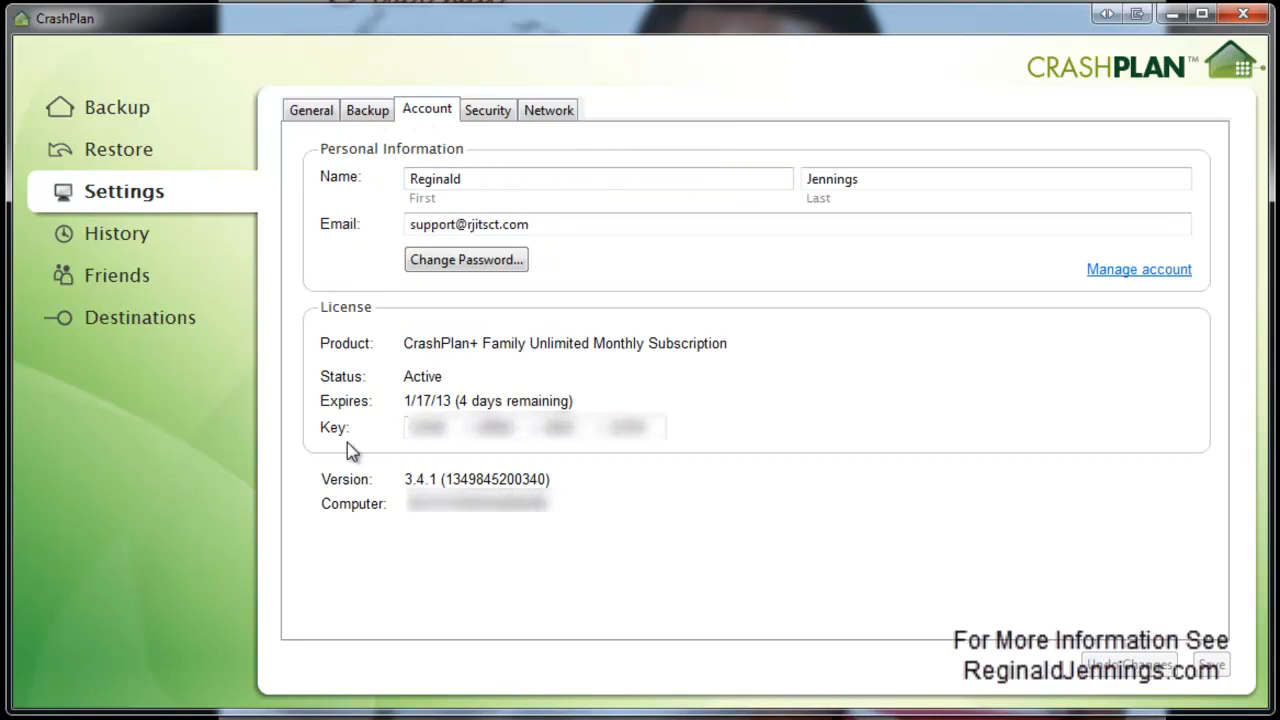 CrashPlan
CRASHPLAN™
Backup
Restore
Settings
History
Friends
Destinations
General Backup Account Security Network
Personal Information
Name: Reginald Jennings
First Last
Email: support@rjitsct.com
Change Password...
Manage account
License
Product: CrashPlan+ Family Unlimited Monthly Subscription
Status: Active
Expires: 1/17/13 (4 days remaining)
Key:
Version: 3.4.1 (1349845200340)
Computer:
For More Information See
Undo Changes Save
ReginaldJennings.com